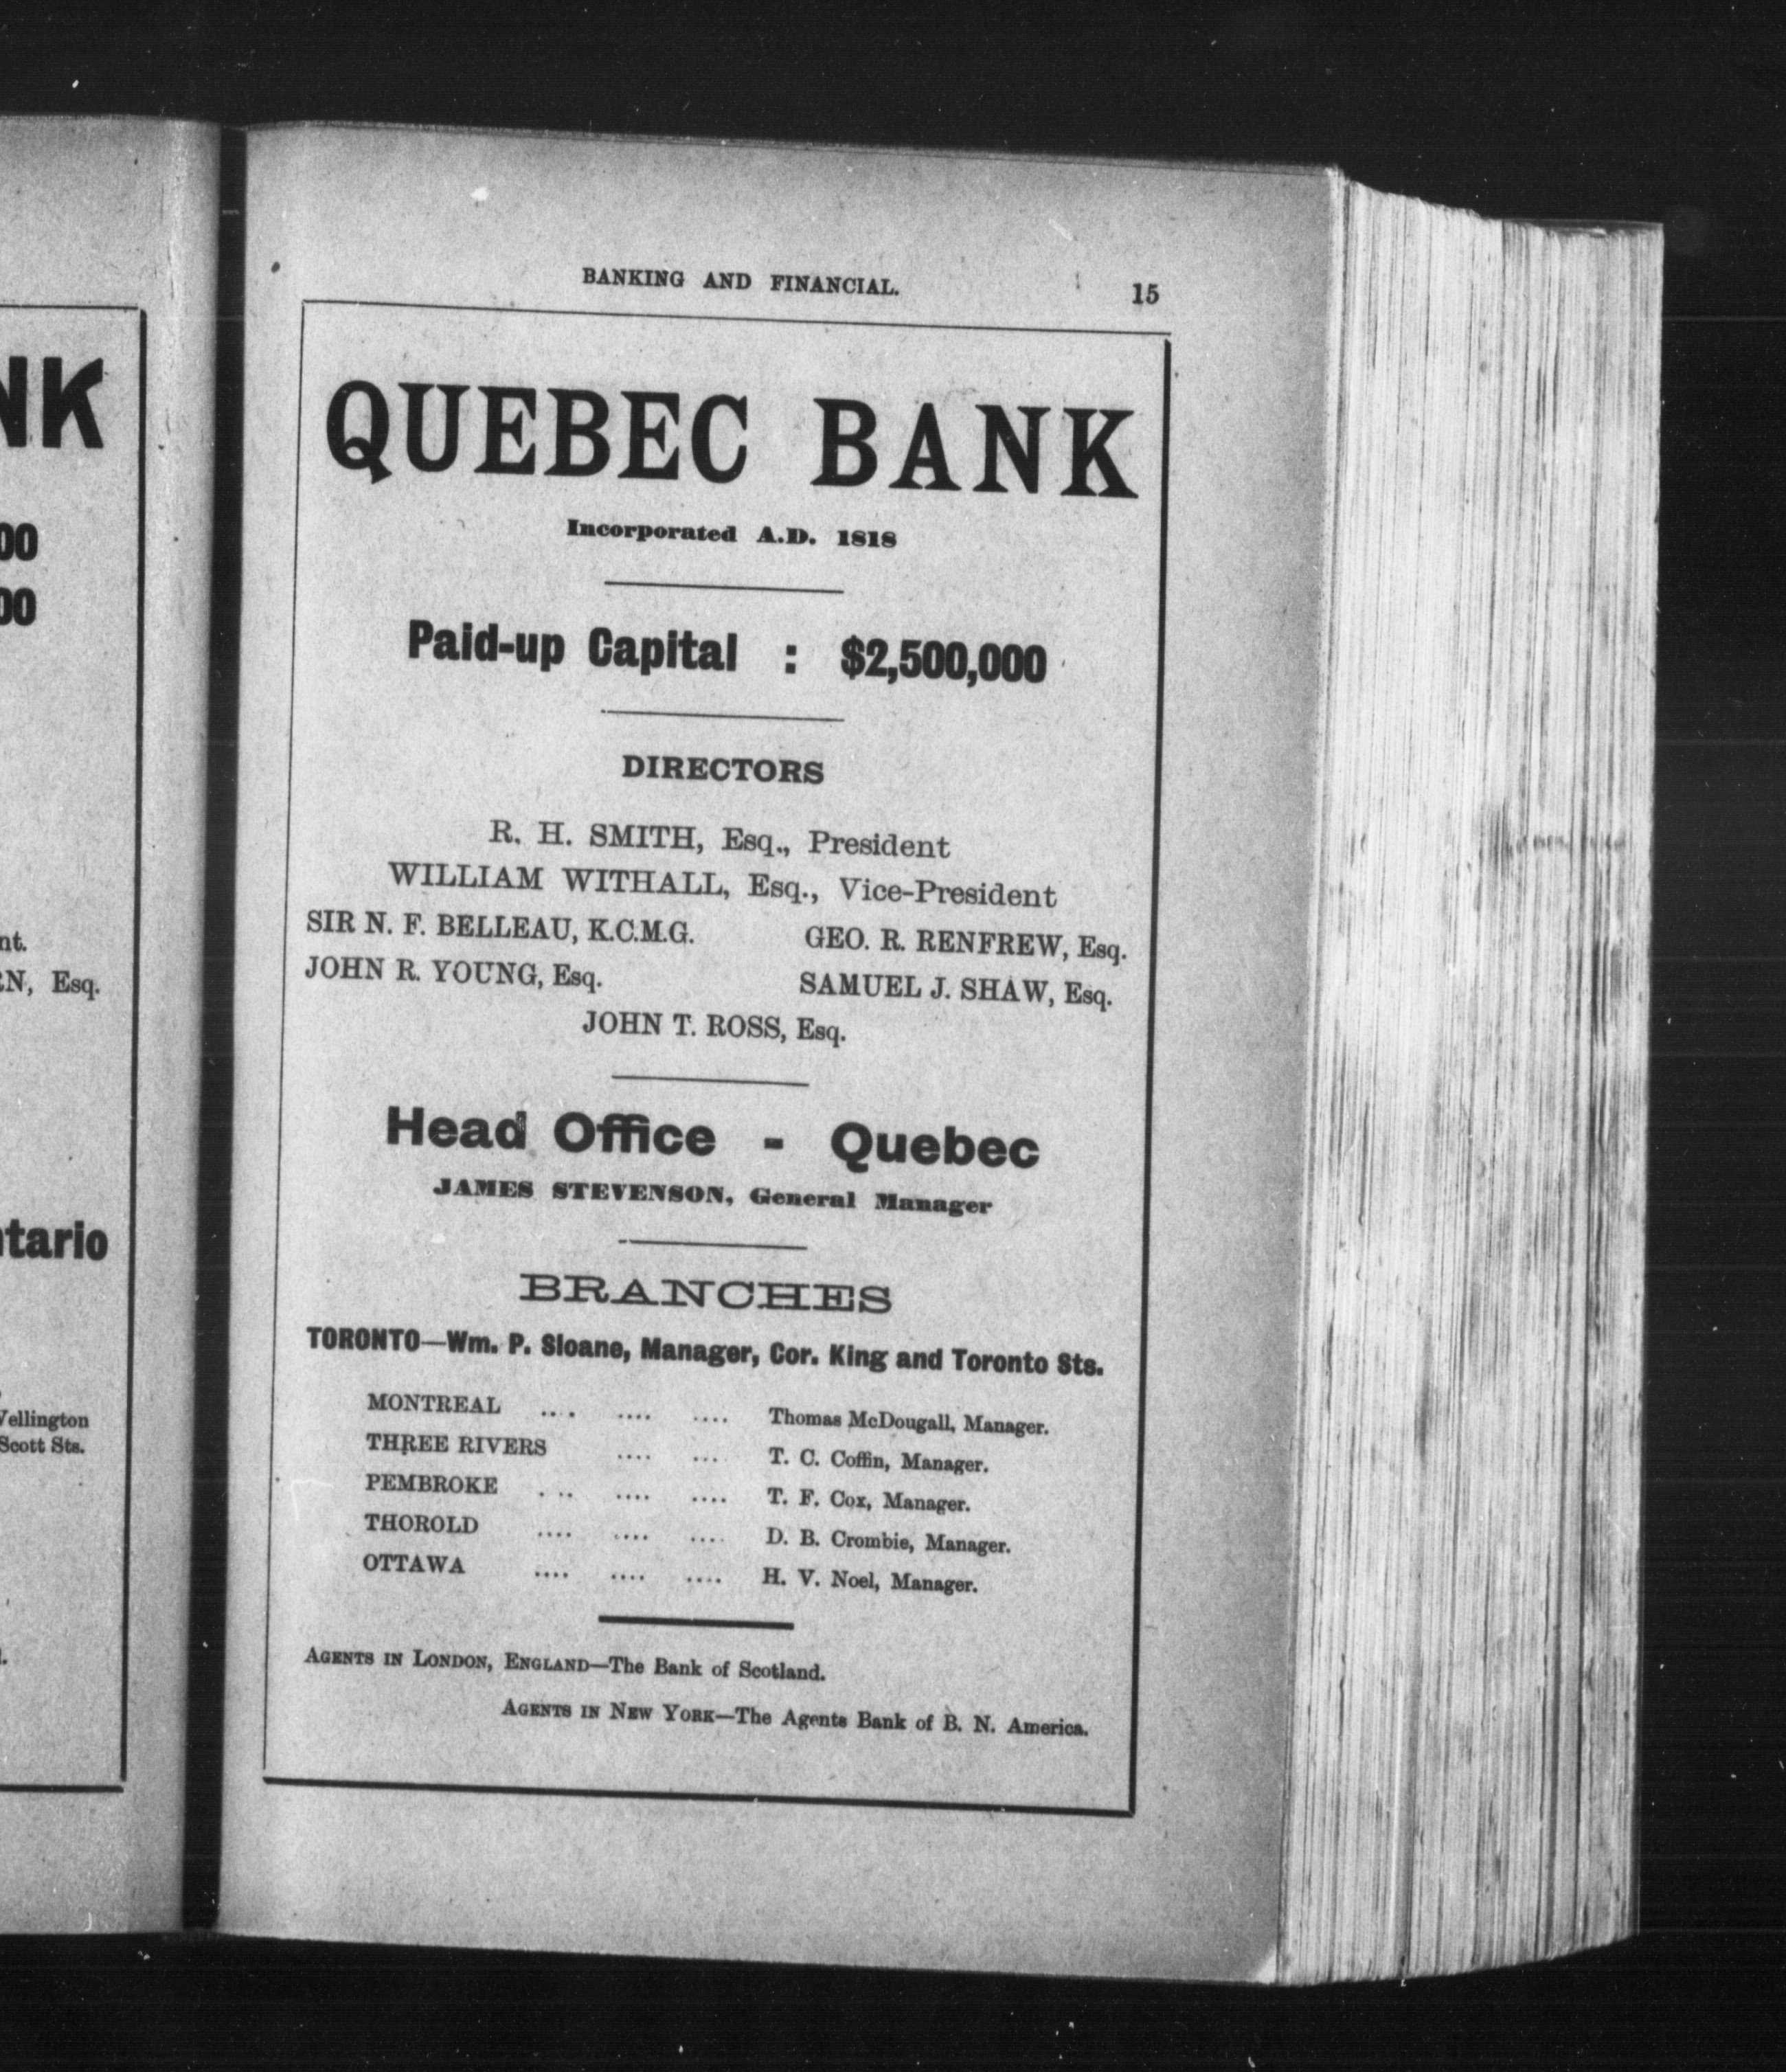 NK
00
00
nt.
RN, Esq.
ntario
Wellington
Scott Sts.
BANKING AND FINANCIAL. 15
QUEBEC BANK
Incorporated A.D. 1818
Paid-up Capital : $2,500,000
DIRECTORS
R. H. SMITH, Esq., President
WILLIAM WITHALL, Esq., Vice-President
SIR N. F. BELLEAU, K.C.M.G. GEO. R. RENFREW, Esq.
JOHN R. YOUNG, Esq. SAMUEL J. SHAW, Esq.
JOHN T. ROSS, Esq.
Head Office - Quebec
JAMES STEVENSON, General Manager
BRANCHES
TORONTO—Wm. P. Sloane, Manager, Cor. King and Toronto Sts.
MONTREAL .... .... .... Thomas McDougall, Manager.
THREE RIVERS .... ... T. C. Coffin, Manager.
PEMBROKE . .. .... .... T. F. Cox, Manager.
THOROLD .... .... .... D. B. Crombie, Manager.
OTTAWA .... .... .... H. V. Noel, Manager.
AGENTS IN LONDON, ENGLAND—The Bank of Scotland.
AGENTS IN NEW YORK—The Agents Bank of B. N. America.